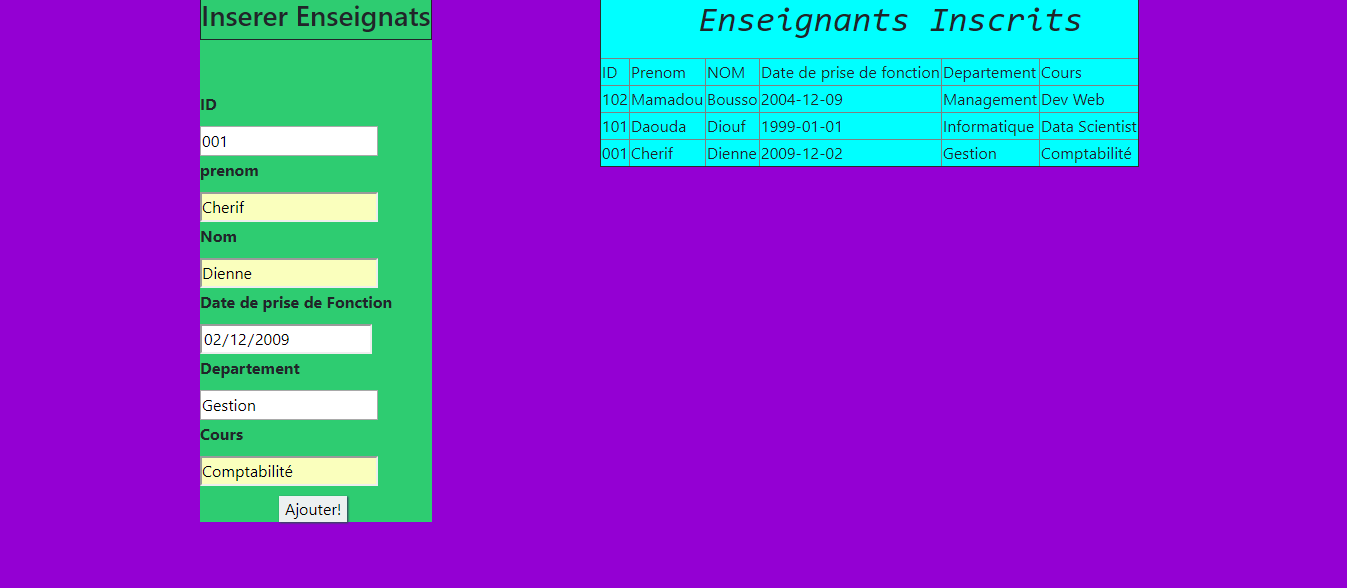 Inserer Enseignats
ID
001
prenom
Cherif
Nom
Dienne
Date de prise de Fonction
02/12/2009
Departement
Gestion
Cours
Comptabilité
Ajouter!
Enseignants Inscrits
ID Prenom NOM Date de prise de fonction Departement Cours
102 Mamadou Bousso 2004-12-09 Management Dev Web
101 Daouda Diouf 1999-01-01 Informatique Data Scientist
001 Cherif Dienne 2009-12-02 Gestion Comptabilité